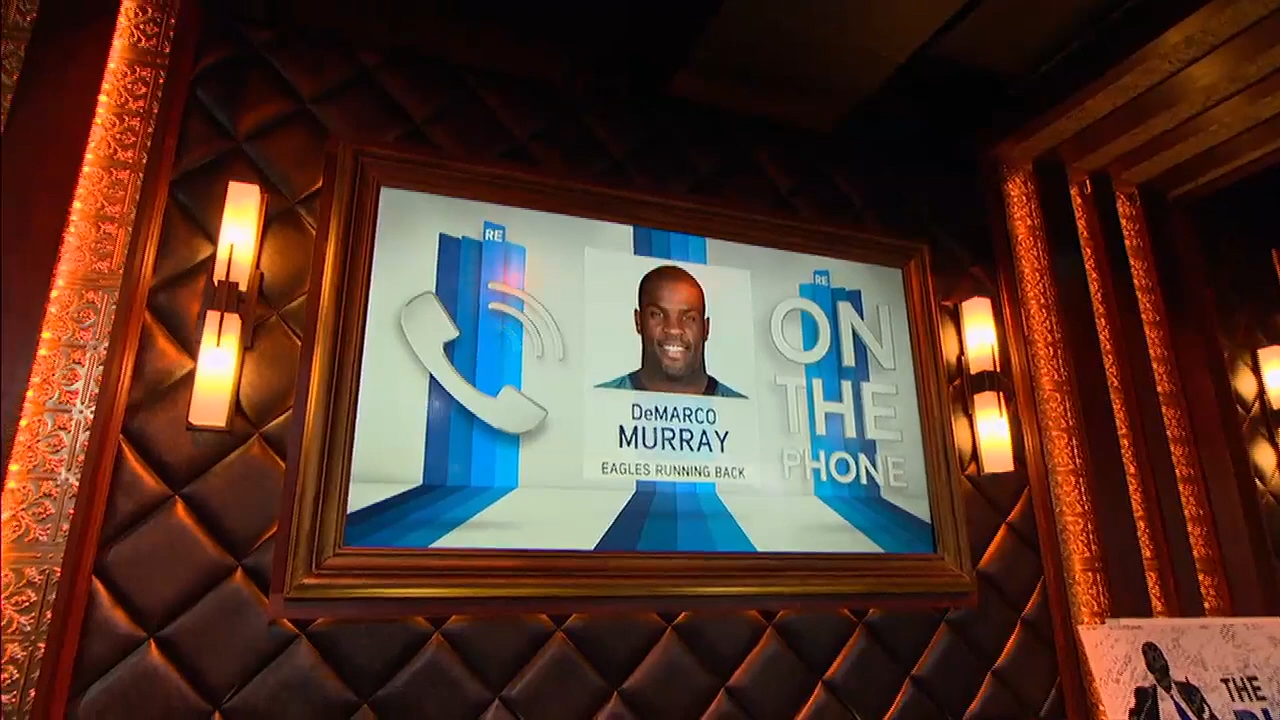 RE
DeMARCO
MURRAY
EAGLES RUNNING BACK
RE
ON
THE
PHONE
THE